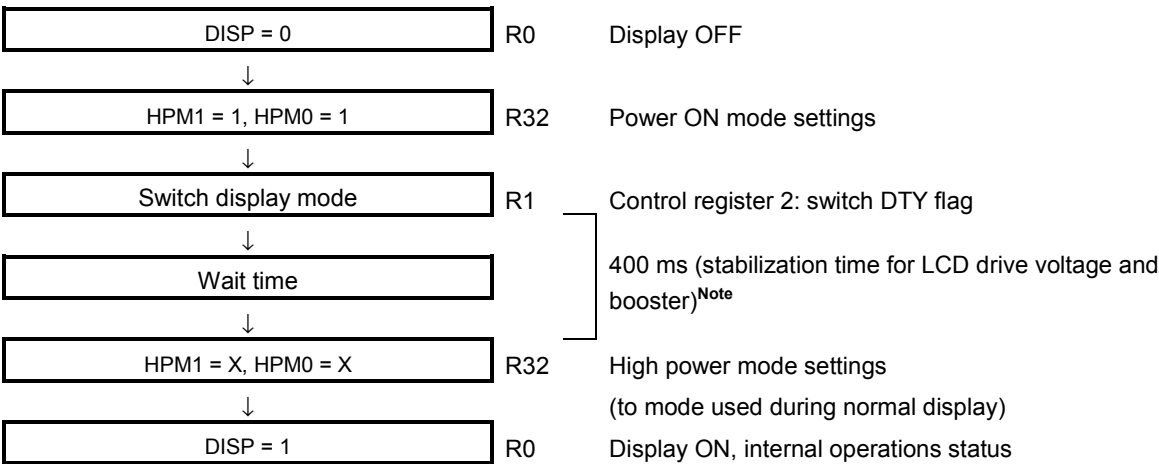 DISP = 0 R0 Display OFF
↓
HPM1 = 1, HPM0 = 1 R32 Power ON mode settings
↓
Switch display mode R1 Control register 2: switch DTY flag
↓
400 ms (stabilization time for LCD drive voltage and
Wait time
booster)Note
↓
HPM1 = X, HPM0 = X R32 High power mode settings
↓ (to mode used during normal display)
DISP = 1 R0 Display ON, internal operations status